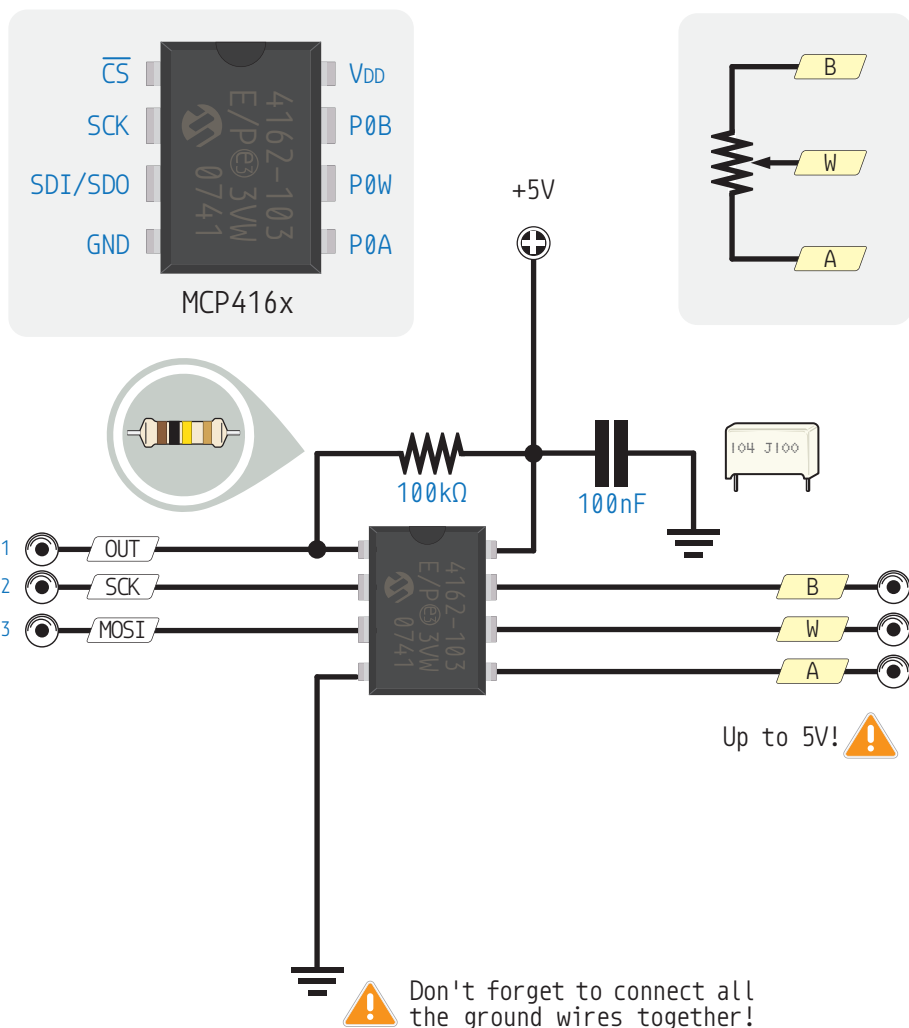 CS
SCK
SDI/SDO
GND
VDD
P0B
P0W
P0A
4162-103
E/P e3 3VW
0741
MCP416x
B
W
A
+5V
100kΩ
100nF
104 J100
1 OUT
2 SCK
3 MOSI
4162-103
E/P e3 3VW
0741
B
W
A
Up to 5V!
Don't forget to connect all
the ground wires together!